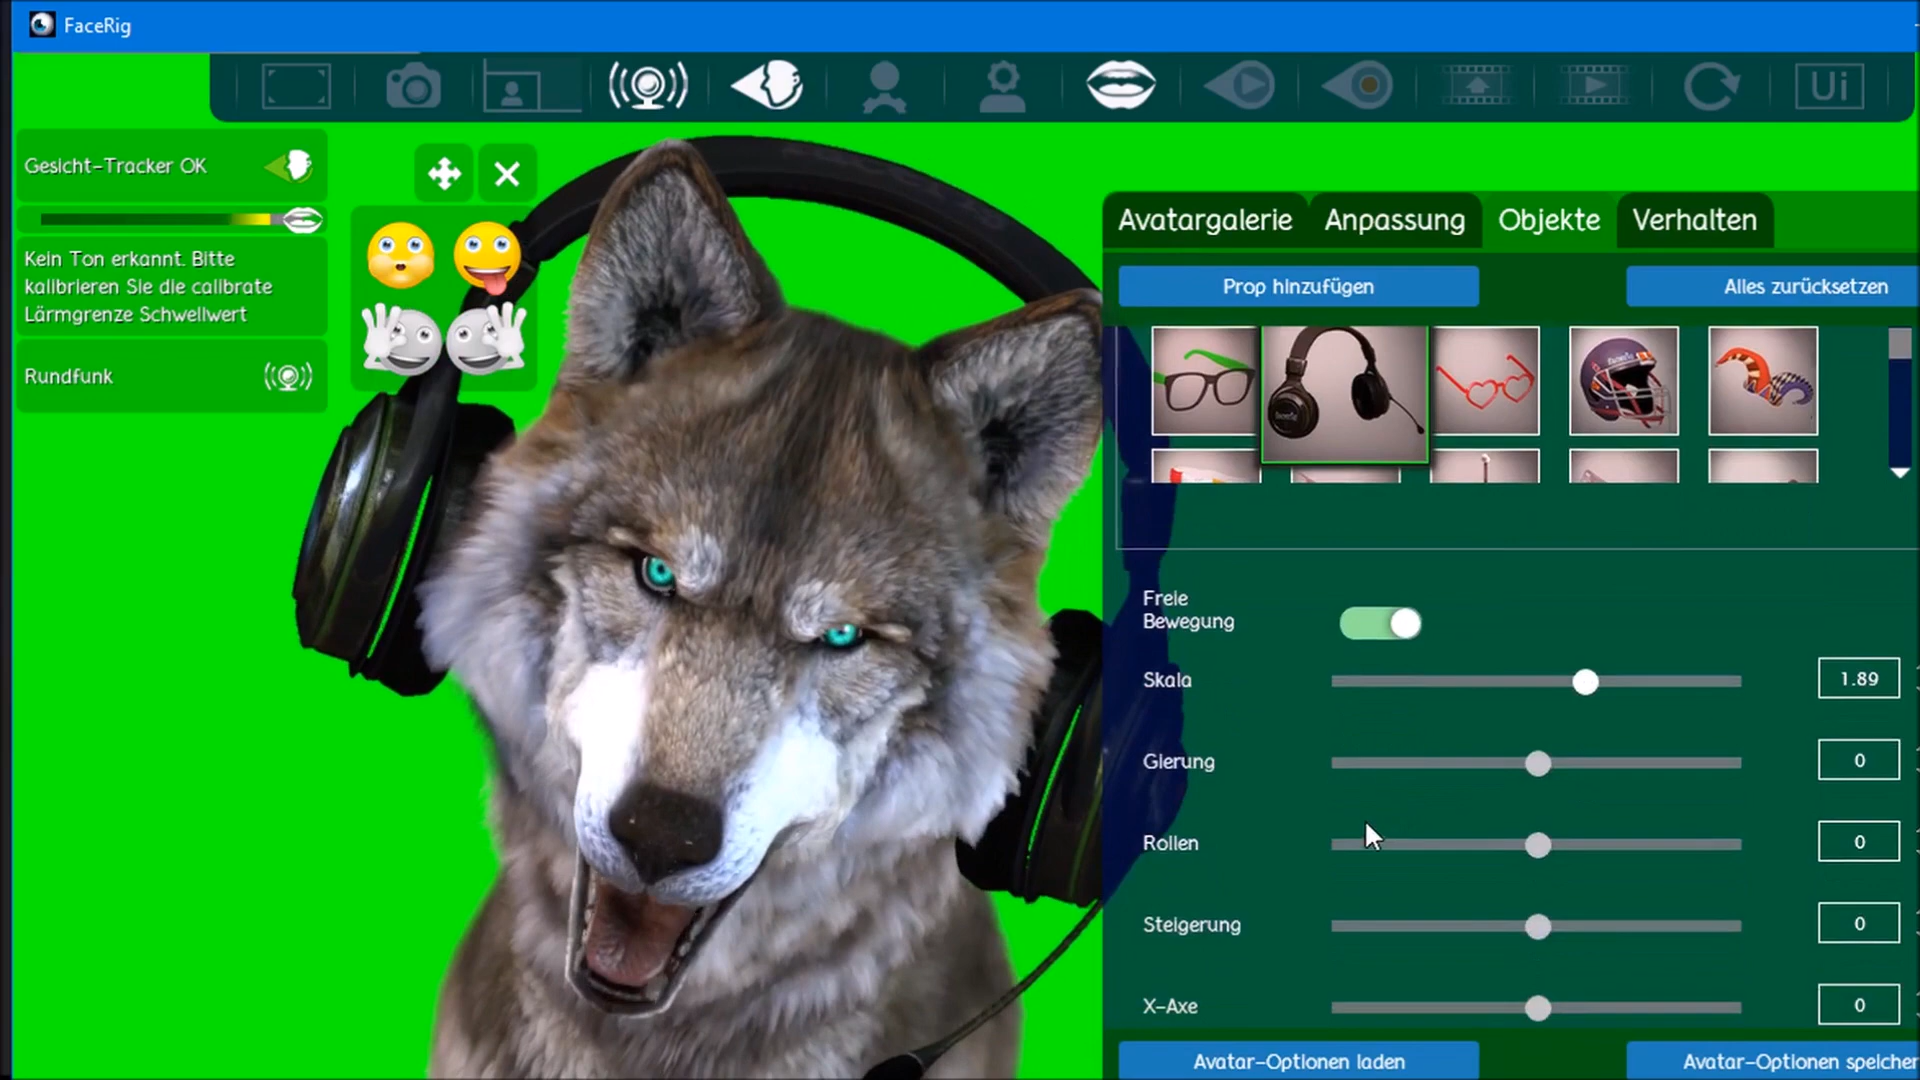 FaceRig
Ui
Gesicht-Tracker OK
Kein Ton erkannt. Bitte
kalibrieren Sie die calibrate
Lärmgrenze Schwellwert
Rundfunk
Avatargalerie
Anpassung
Objekte
Verhalten
Prop hinzufügen
Alles zurücksetzen
Freie
Bewegung
Skala
1.89
Gierung
0
Rollen
0
Steigerung
0
X-Axe
0
Avatar-Optionen laden
Avatar-Optionen speicher